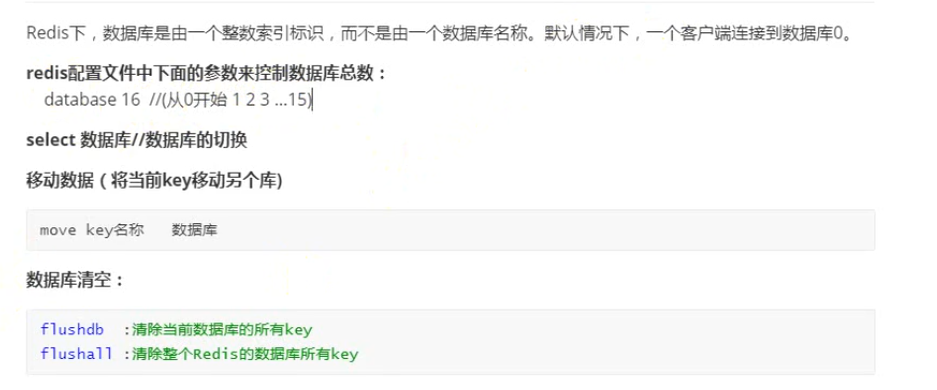 Redis下，数据库是由一个整数索引标识，而不是由一个数据库名称。默认情况下，一个客户端连接到数据库0。
redis配置文件中下面的参数来控制数据库总数：
database 16 //(从0开始 1 2 3 ...15)
select 数据库//数据库的切换
移动数据（将当前key移动另个库)
move key名称 数据库
数据库清空：
flushdb :清除当前数据库的所有key
flushall :清除整个Redis的数据库所有key